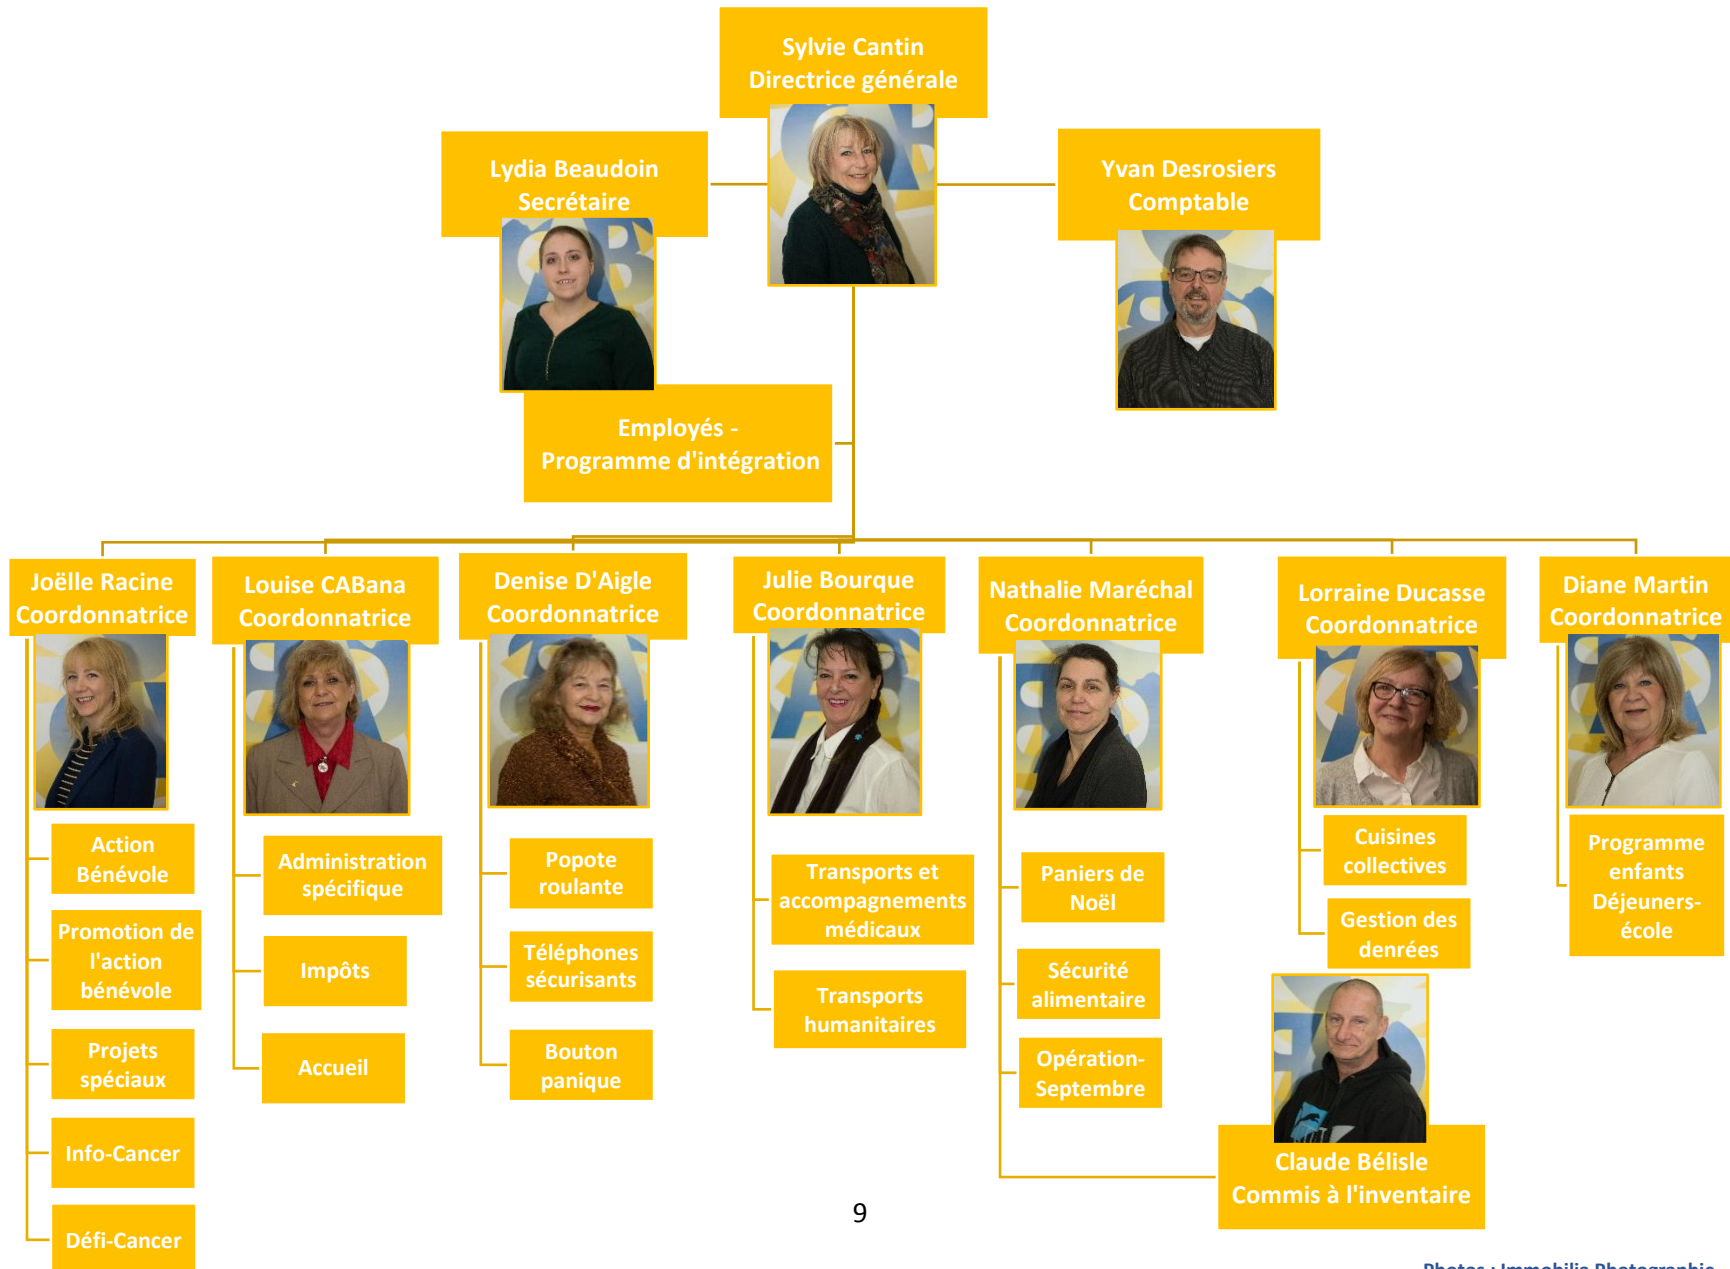 Sylvie Cantin
Directrice générale
Lydia Beaudoin
Secrétaire
Yvan Desrosiers
Comptable
Employés -
Programme d'intégration
Joëlle Racine
Coordonnatrice
Action
Bénévole
Promotion de
l'action
bénévole
Projets
spéciaux
Info-Cancer
Défi-Cancer
Louise CABana
Coordonnatrice
Administration
spécifique
Impôts
Accueil
Denise D'Aigle
Coordonnatrice
Popote
roulante
Téléphones
sécurisants
Bouton
panique
Julie Bourque
Coordonnatrice
Transports et
accompagnements
médicaux
Transports
humanitaires
Nathalie Maréchal
Coordonnatrice
Paniers de
Noël
Sécurité
alimentaire
Opération-
Septembre
Claude Bélisle
Commis à l'inventaire
Lorraine Ducasse
Coordonnatrice
Cuisines
collectives
Gestion des
denrées
Diane Martin
Coordonnatrice
Programme
enfants
Déjeuners-
école
9
Photos : Immobilia Photographie